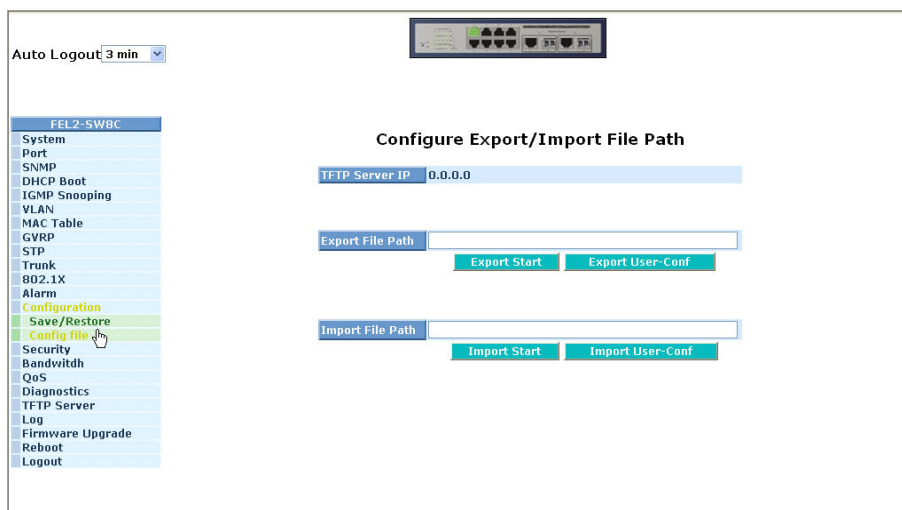 Auto Logout 3 min
FEL2-SW8C
System
Port
SNMP
DHCP Boot
IGMP Snooping
VLAN
MAC Table
GVRP
STP
Trunk
802.1X
Alarm
Configuration
Save/Restore
Config file
Security
Bandwitdh
QoS
Diagnostics
TFTP Server
Log
Firmware Upgrade
Reboot
Logout
Configure Export/Import File Path
TFTP Server IP 0.0.0.0
Export File Path
Export Start Export User-Conf
Import File Path
Import Start Import User-Conf